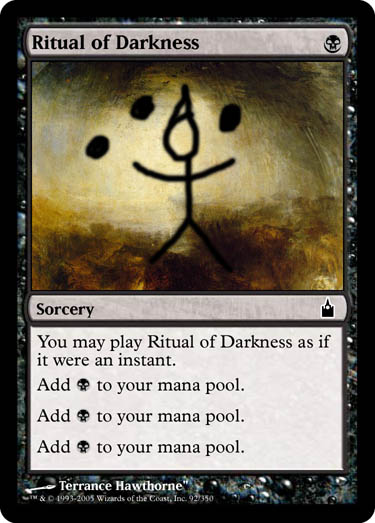 Ritual of Darkness
Sorcery
You may play Ritual of Darkness as if
it were an instant.
Add to your mana pool.
Add to your mana pool.
Add to your mana pool.
Terrance Hawthorne"
™ & © 1993-2005 Wizards of the Coast, Inc. 92/350